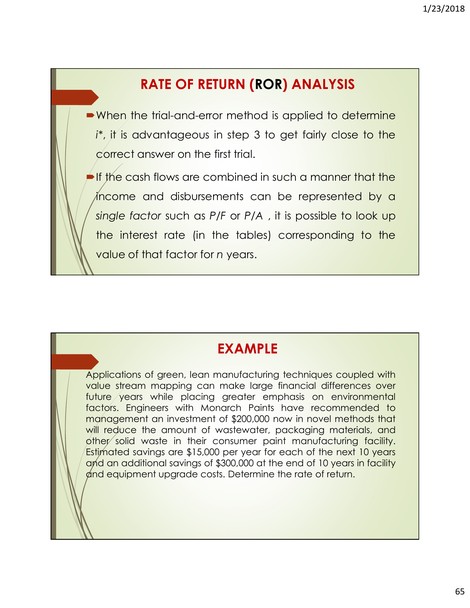 1/23/2018
RATE OF RETURN (ROR) ANALYSIS
When the trial-and-error method is applied to determine
i*, it is advantageous in step 3 to get fairly close to the
correct answer on the first trial.
If the cash flows are combined in such a manner that the
income and disbursements can be represented by a
single factor such as P/F or P/A , it is possible to look up
the interest rate (in the tables) corresponding to the
value of that factor for n years.
EXAMPLE
Applications of green, lean manufacturing techniques coupled with
value stream mapping can make large financial differences over
future years while placing greater emphasis on environmental
factors. Engineers with Monarch Paints have recommended to
management an investment of $200,000 now in novel methods that
will reduce the amount of wastewater, packaging materials, and
other solid waste in their consumer paint manufacturing facility.
Estimated savings are $15,000 per year for each of the next 10 years
and an additional savings of $300,000 at the end of 10 years in facility
and equipment upgrade costs. Determine the rate of return.
65